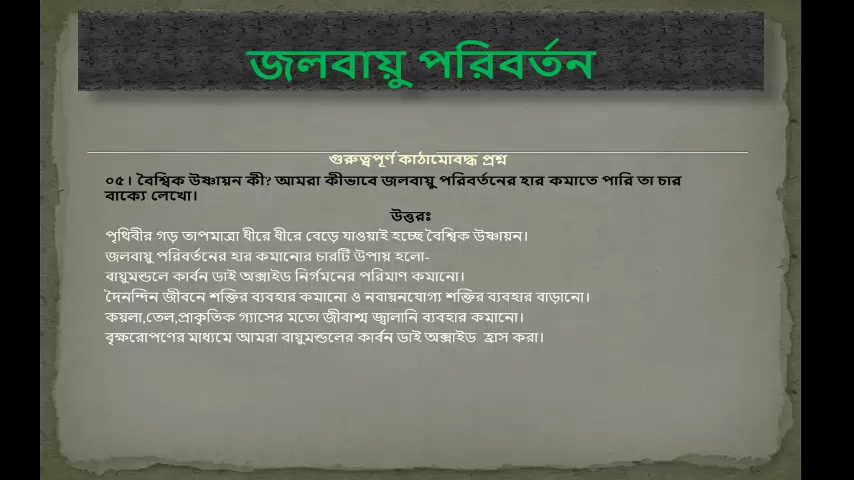 জলবায়ু পরিবর্তন
গুরুত্বপূর্ণ কাঠামোবদ্ধ প্রশ্ন
০৫। বৈশ্বিক উষ্ণায়ন কী? আমরা কীভাবে জলবায়ু পরিবর্তনের হার কমাতে পারি তা চার
বাক্যে লেখো।
উত্তরঃ
পৃথিবীর গড় তাপমাত্রা ধীরে ধীরে বেড়ে যাওয়াই হচ্ছে বৈশ্বিক উষ্ণায়ন।
জলবায়ু পরিবর্তনের হার কমানোর চারটি উপায় হলো-
বায়ুমন্ডলে কার্বন ডাই অক্সাইড নির্গমনের পরিমাণ কমানো।
দৈনন্দিন জীবনে শক্তির ব্যবহার কমানো ও নবায়নযোগ্য শক্তির ব্যবহার বাড়ানো।
কয়লা,তেল,প্রাকৃতিক গ্যাসের মতো জীবাশ্ম জ্বালানি ব্যবহার কমানো।
বৃক্ষরোপণের মাধ্যমে আমরা বায়ুমন্ডলের কার্বন ডাই অক্সাইড হ্রাস করা।